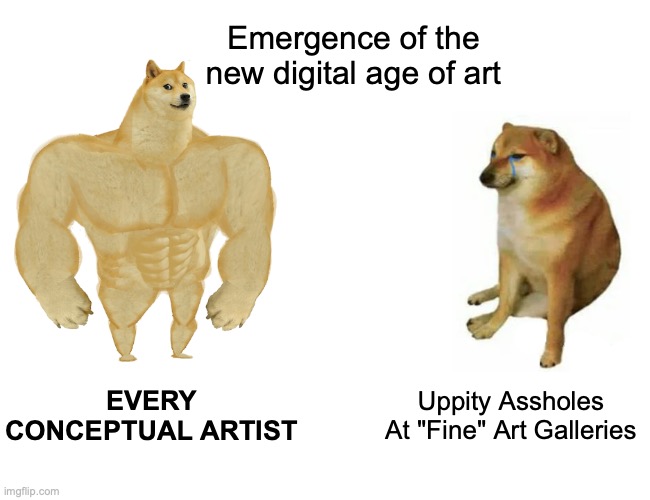 Emergence of the
new digital age of art
EVERY
CONCEPTUAL ARTIST
Uppity Assholes
At "Fine" Art Galleries
imgflip.com